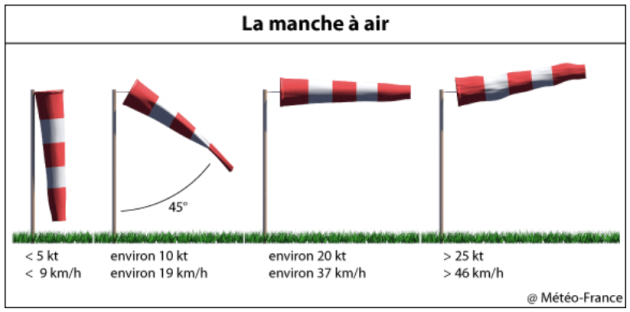 La manche à air
45°
< 5 kt
< 9 km/h
environ 10 kt
environ 19 km/h
environ 20 kt
environ 37 km/h
> 25 kt
> 46 km/h
@ Météo-France